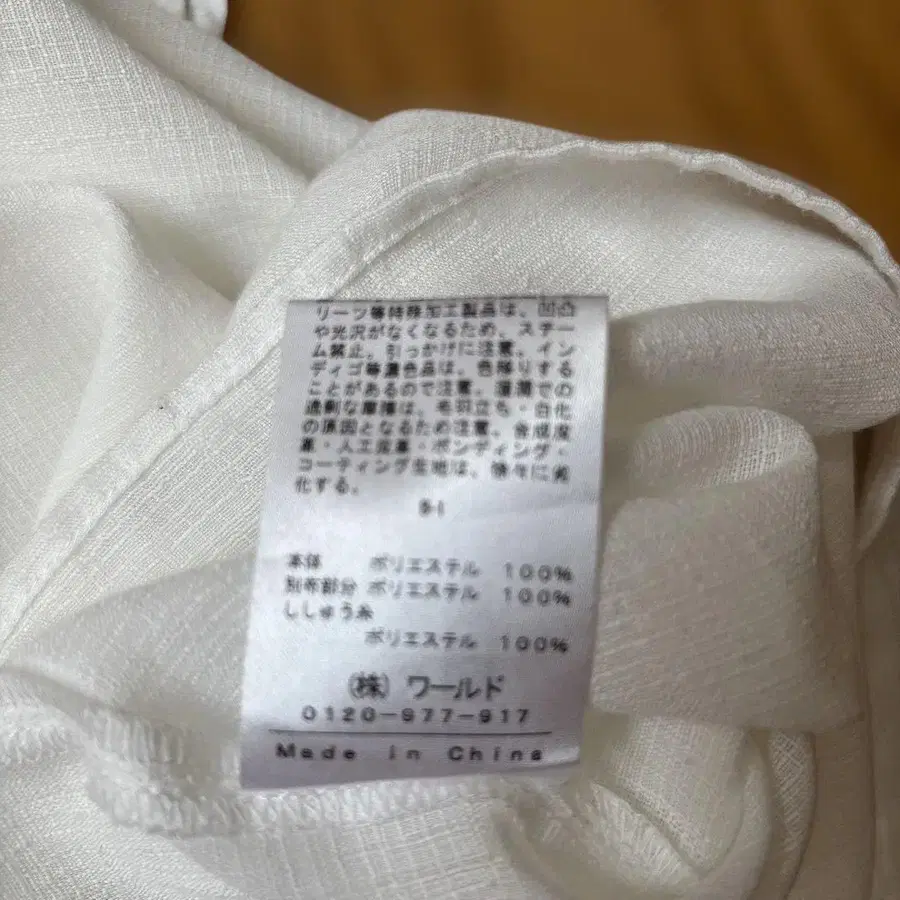 リーツ等特殊加工製品は、凹凸
や光沢がなくなるため、スチー
ム禁止。引っかけに注意。イン
ディゴ等濃色品は、色移りする
ことがあるので注意。湿潤での
過剰な摩擦は、毛羽立ち・白化
の原因となるため注意。合成皮
革・人工皮革・ボンディング・
コーティング生地は、徐々に劣
化する。
本体 ポリエステル 100%
別布部分 ポリエステル 100%
ししゅう糸
ポリエステル 100%
(株) ワールド
0120-977-917
Made in China